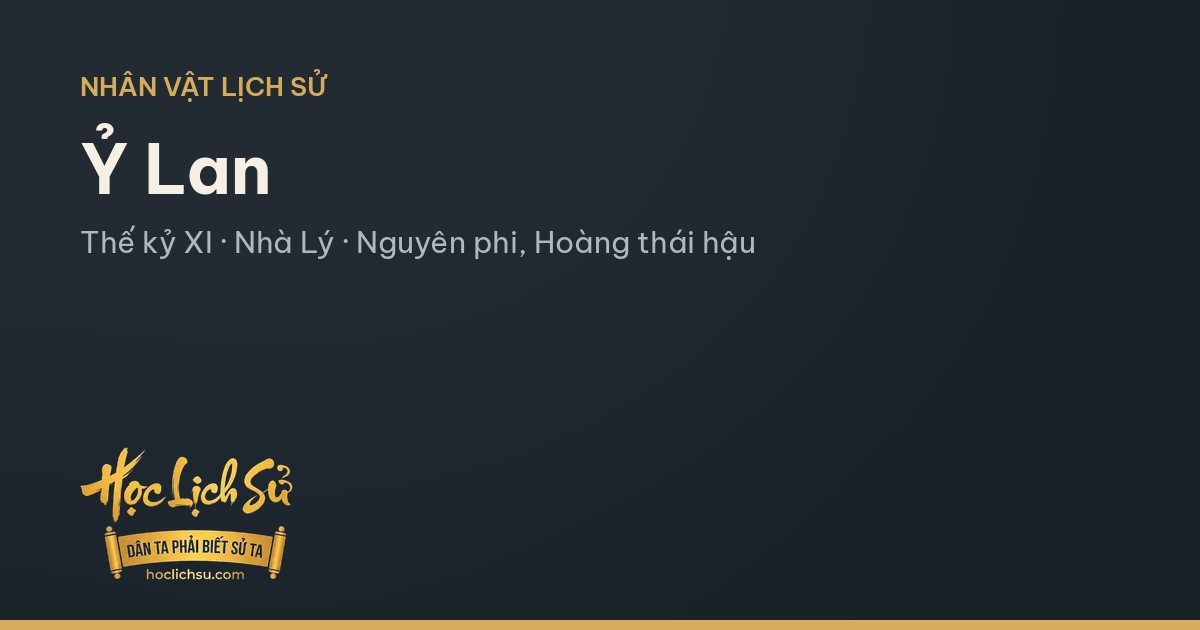 NHÂN VẬT LỊCH SỬ
Ỷ Lan
Thế kỷ XI · Nhà Lý · Nguyên phi, Hoàng thái hậu
Học Lịch Sử
DÂN TA PHẢI BIẾT SỬ TA
hoclichsu.com